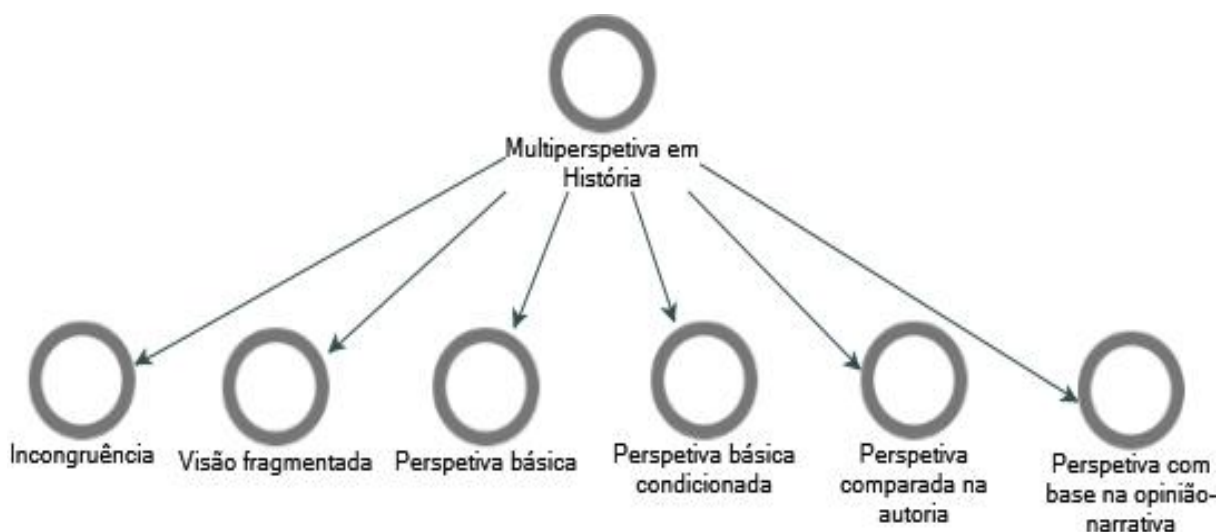 Multiperspetiva em
História
Incongruência
Visão fragmentada
Perspetiva básica
Perspetiva básica
condicionada
Perspetiva
comparada na
autoria
Perspetiva com
base na opinião-
narrativa